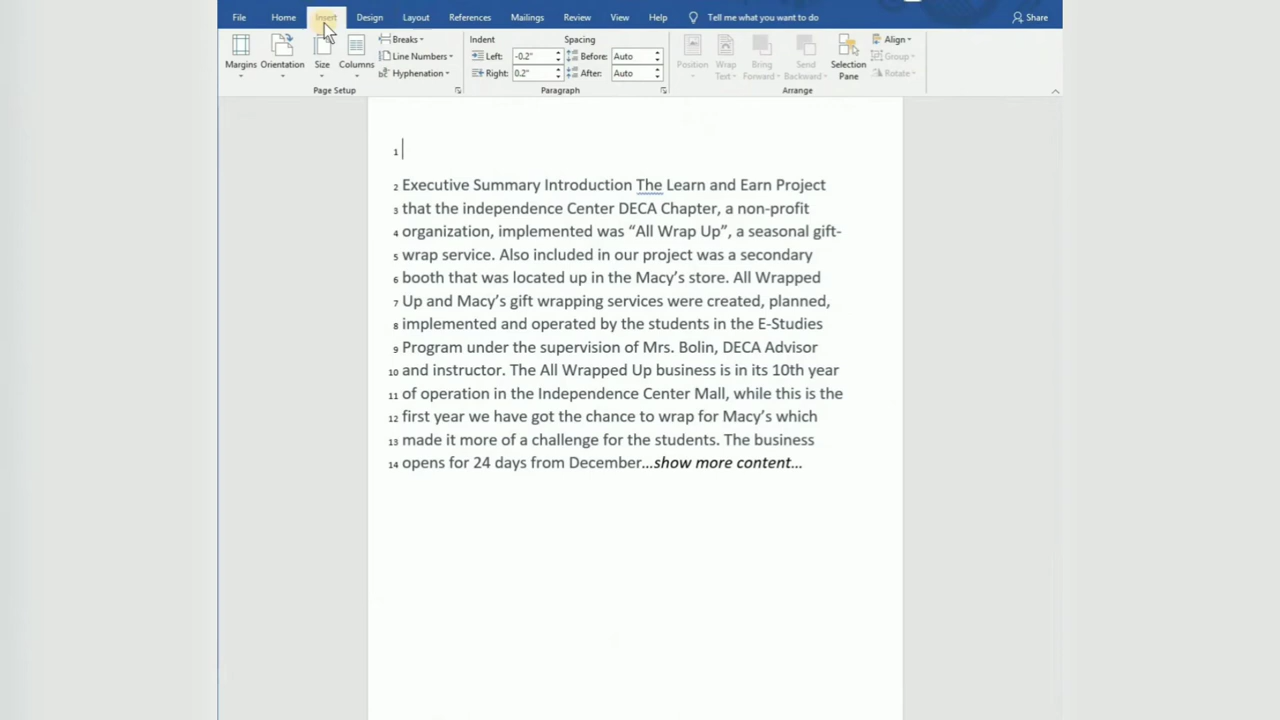 File Home Insert Design Layout References Mailings Review View Help Tell me what you want to do Share
Margins Orientation Size Columns Breaks Line Numbers Hyphenation
Page Setup
Indent Spacing
Left: -0.2" Before: Auto
Right: 0.2" After: Auto
Paragraph
Position Wrap Text Bring Forward Send Backward Selection Pane Align Group Rotate
Arrange
1
2 Executive Summary Introduction The Learn and Earn Project
3 that the independence Center DECA Chapter, a non-profit
4 organization, implemented was “All Wrap Up”, a seasonal gift-
5 wrap service. Also included in our project was a secondary
6 booth that was located up in the Macy’s store. All Wrapped
7 Up and Macy’s gift wrapping services were created, planned,
8 implemented and operated by the students in the E-Studies
9 Program under the supervision of Mrs. Bolin, DECA Advisor
10 and instructor. The All Wrapped Up business is in its 10th year
11 of operation in the Independence Center Mall, while this is the
12 first year we have got the chance to wrap for Macy’s which
13 made it more of a challenge for the students. The business
14 opens for 24 days from December...show more content...